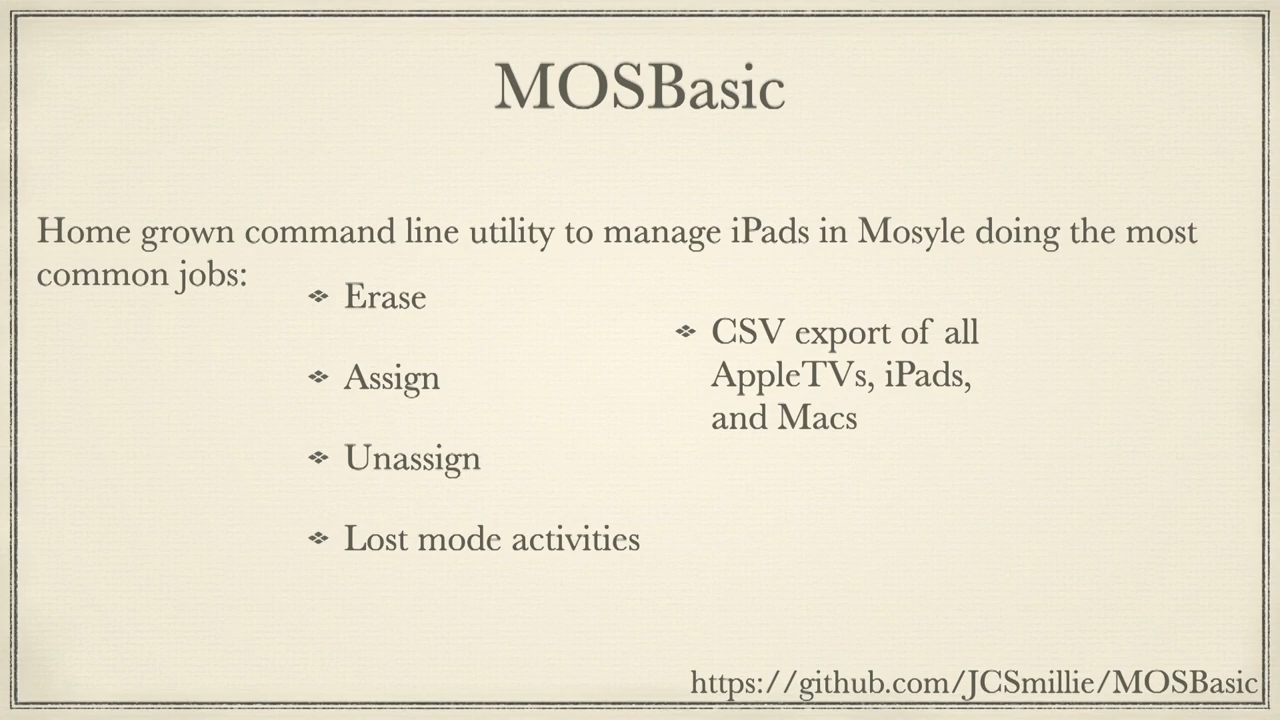 MOSBasic
Home grown command line utility to manage iPads in Mosyle doing the most
common jobs:
Erase
Assign
Unassign
Lost mode activities
CSV export of all
AppleTVs, iPads,
and Macs
https://github.com/JCSmillie/MOSBasic